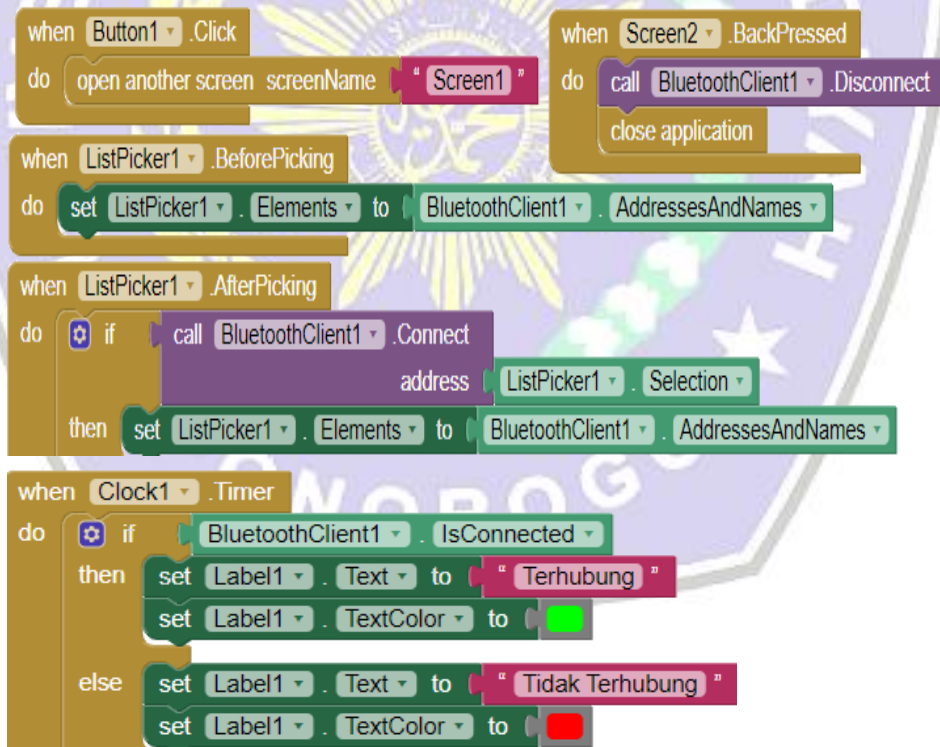 when Button1 .Click
do open another screen screenName " Screen1 "
when Screen2 .BackPressed
do call BluetoothClient1 .Disconnect
close application
when ListPicker1 .BeforePicking
do set ListPicker1 . Elements to BluetoothClient1 . AddressesAndNames
when ListPicker1 .AfterPicking
do if call BluetoothClient1 .Connect
address ListPicker1 . Selection
then set ListPicker1 . Elements to BluetoothClient1 . AddressesAndNames
when Clock1 .Timer
do if BluetoothClient1 . IsConnected
then set Label1 . Text to " Terhubung "
set Label1 . TextColor to
else set Label1 . Text to " Tidak Terhubung "
set Label1 . TextColor to